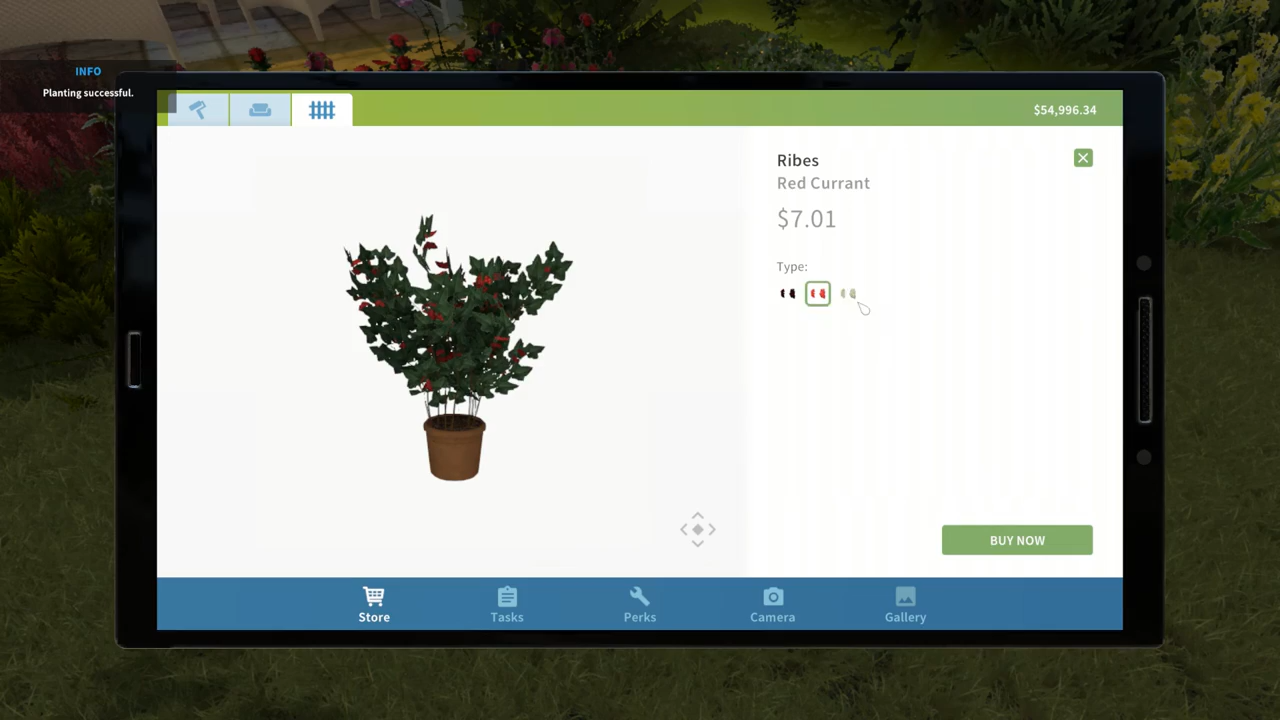 INFO
Planting successful.
$54,996.34
Ribes
Red Currant
$7.01
Type:
BUY NOW
Store
Tasks
Perks
Camera
Gallery